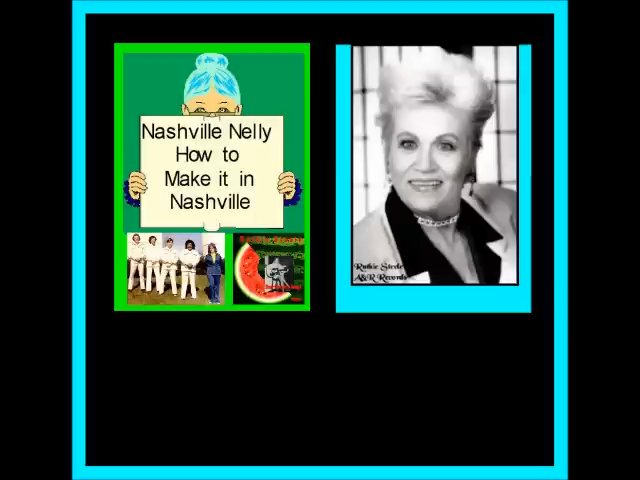 Nashville Nelly
How to
Make it in
Nashville
Ruthie Steele
A&R Records